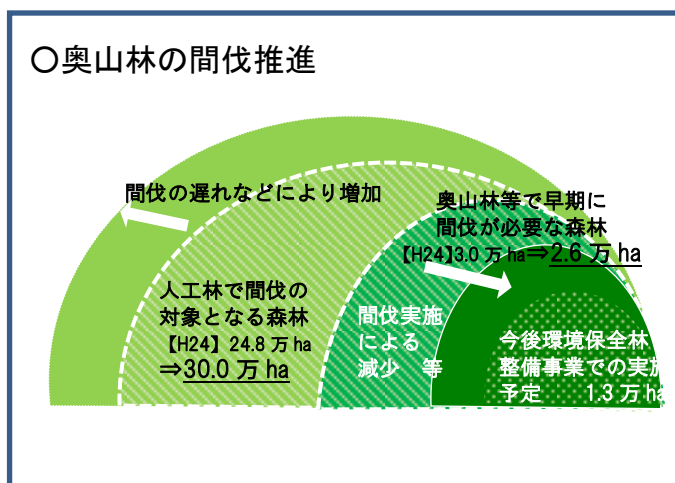 〇奥山林の間伐推進
間伐の遅れなどにより増加
奥山林等で早期に
間伐が必要な森林
【H24】3.0 万 ha⇒2.6 万 ha
人工林で間伐の
対象となる森林
【H24】24.8 万 ha
⇒30.0 万 ha
間伐実施
による
減少 等
今後環境保全林
整備事業での実施
予定 1.3 万 ha